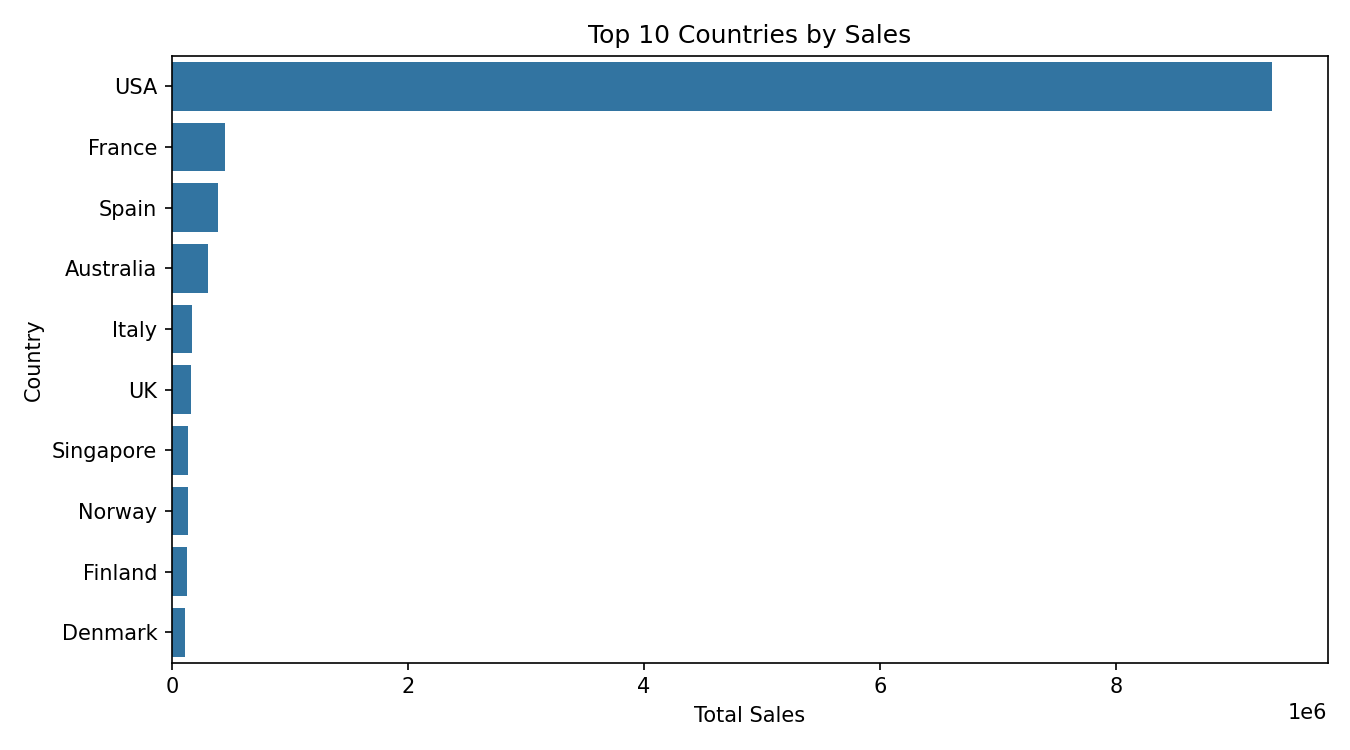 Top 10 Countries by Sales
Country
USA
France
Spain
Australia
Italy
UK
Singapore
Norway
Finland
Denmark
0 2 4 6 8
1e6
Total Sales